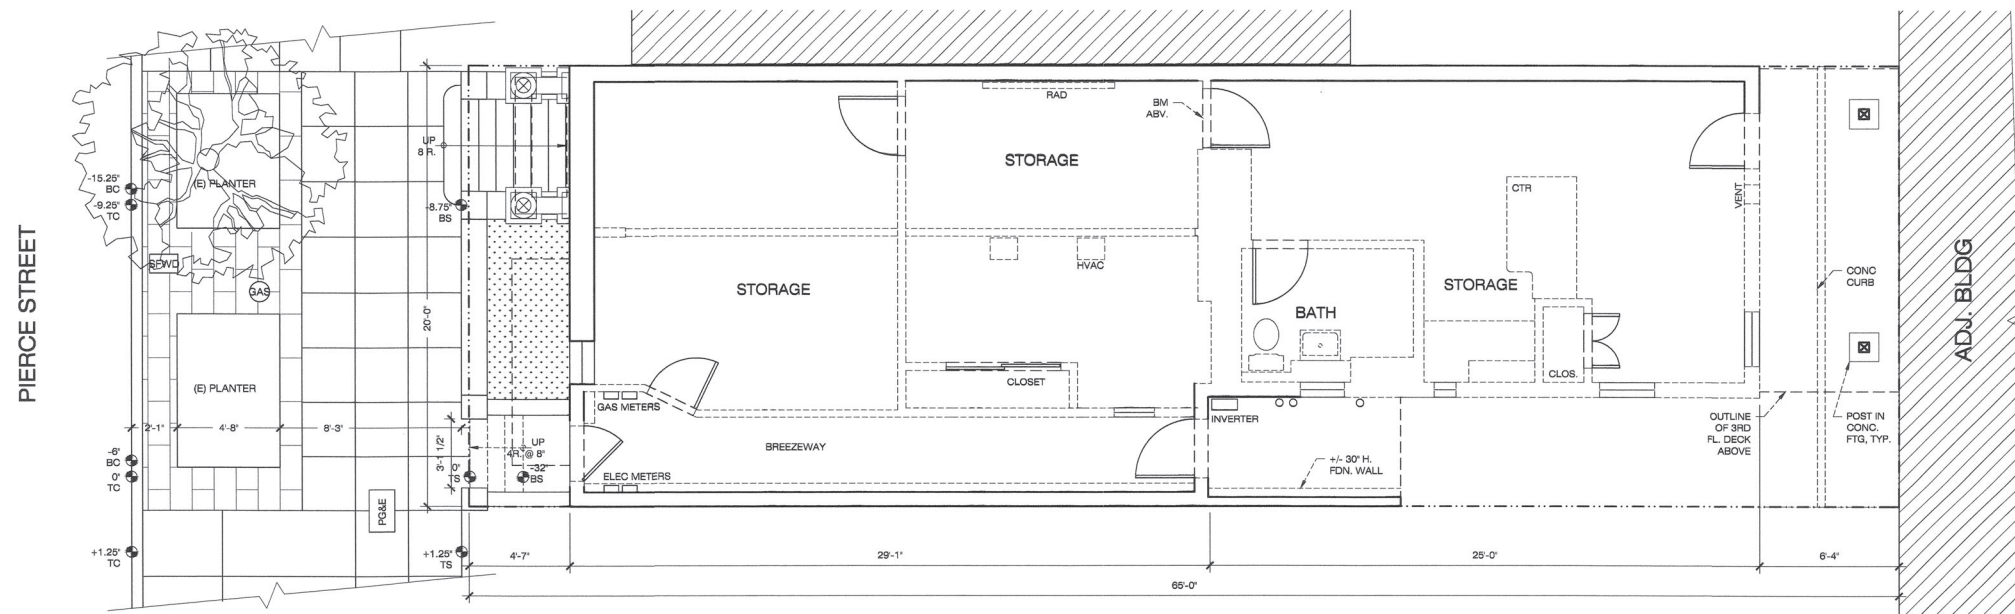 PIERCE STREET
-15.25"
BC
-9.25"
TC
(E) PLANTER
SFWD
GAS
(E) PLANTER
2'-1"
4'-8"
8'-3"
-6"
BC
0"
TC
+1.25"
TC
PG&E
+1.25"
TS
UP
8 R.
-8.75"
BS
20'-0"
3'-1 1/2"
0"
TS
UP
4R. @ 8"
-32"
BS
STORAGE
GAS METERS
ELEC METERS
BREEZEWAY
RAD
STORAGE
HVAC
CLOSET
BM
ABV.
BATH
INVERTER
+/- 30" H.
FDN. WALL
CTR
STORAGE
CLOS.
VENT
OUTLINE
OF 3RD
FL. DECK
ABOVE
CONC
CURB
POST IN
CONC.
FTG, TYP.
ADJ. BLDG
4'-7"
29'-1"
25'-0"
6'-4"
65'-0"